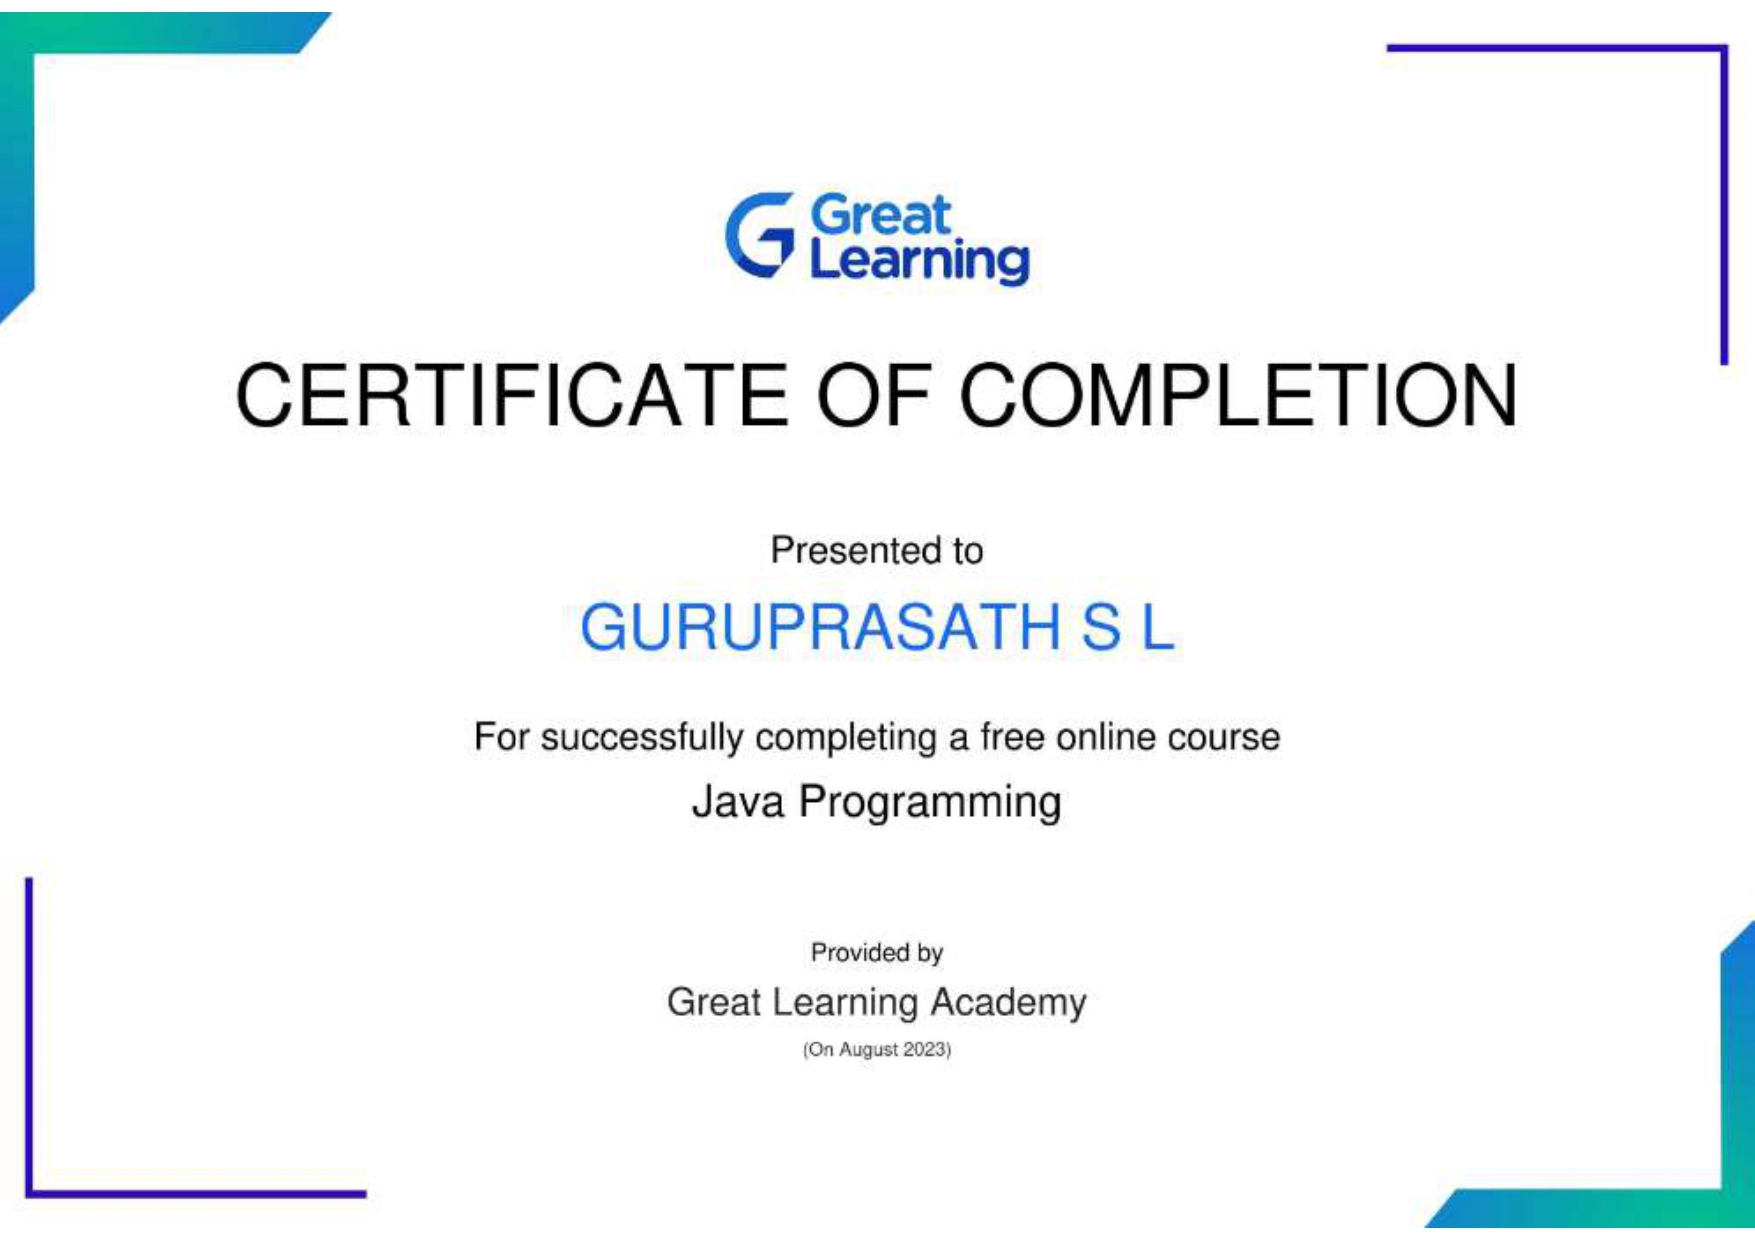 Great
Learning
CERTIFICATE OF COMPLETION
Presented to
GURUPRASATH S L
For successfully completing a free online course
Java Programming
Provided by
Great Learning Academy
(On August 2023)